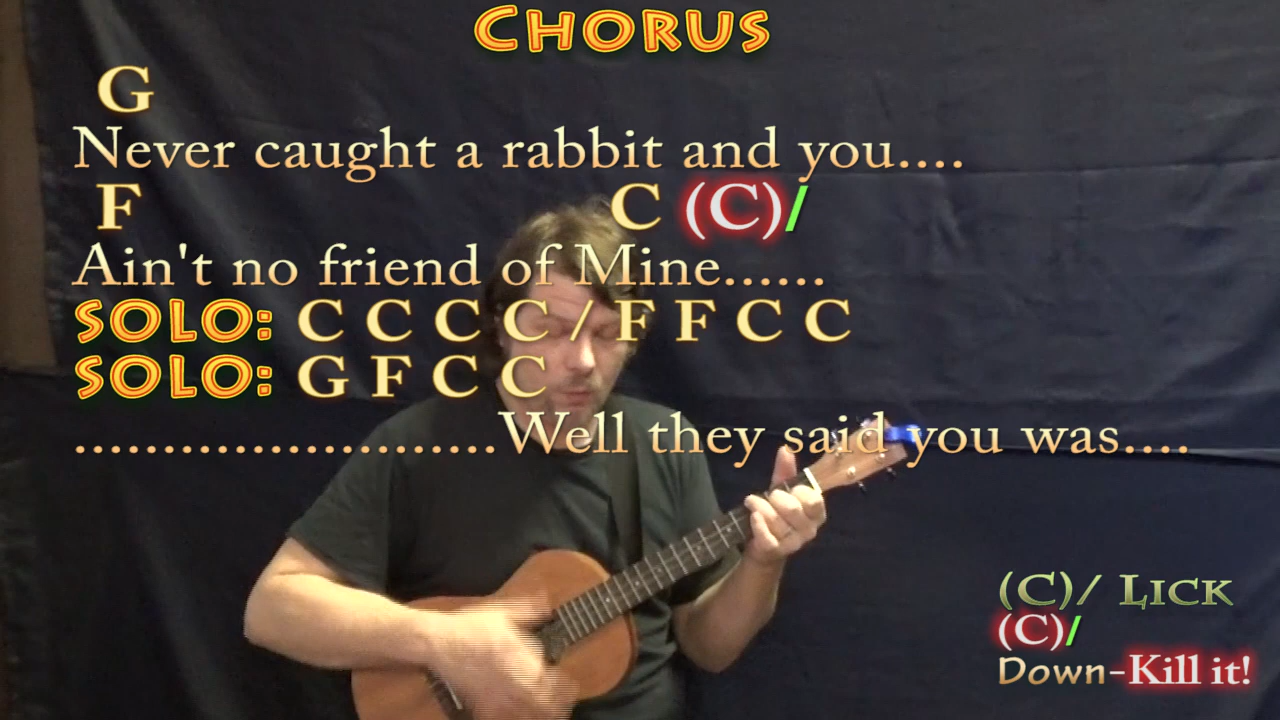 CHORUS
G
Never caught a rabbit and you....
F C (C)/
Ain't no friend of Mine......
SOLO: C C C C / F F C C
SOLO: G F C C
........................Well they said you was....
(C)/ LICK
(C)/
Down-Kill it!